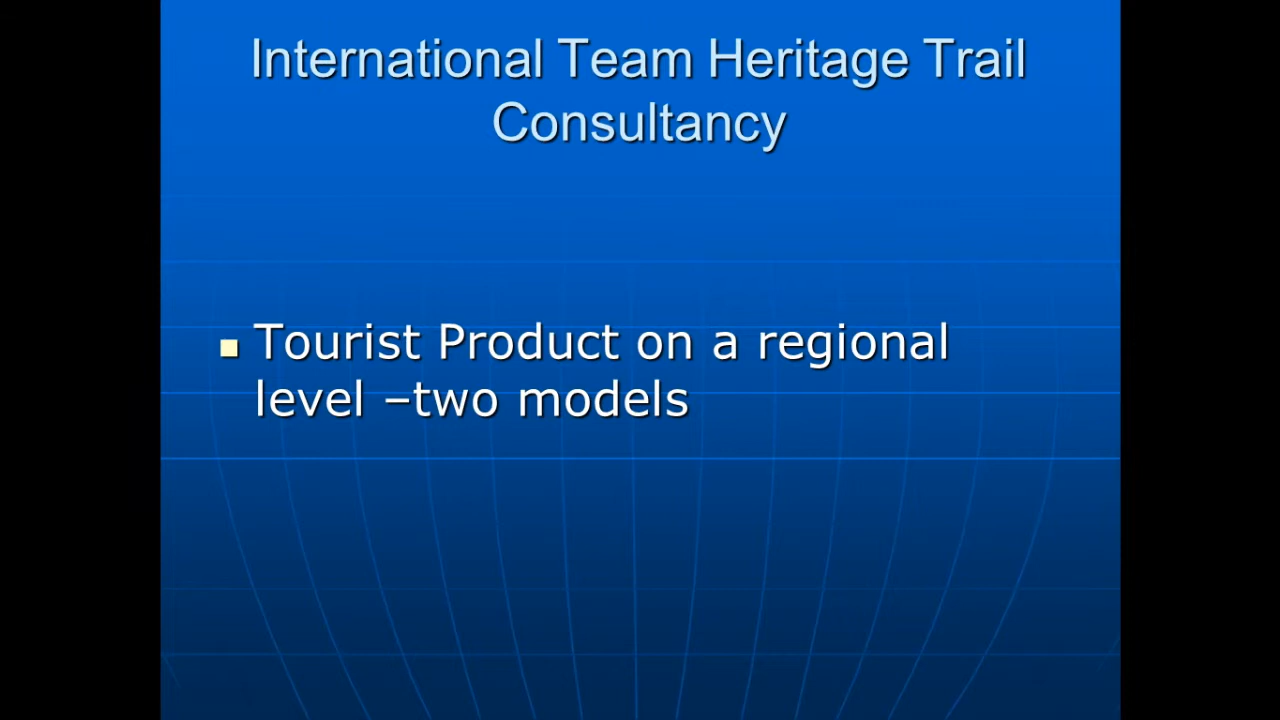 International Team Heritage Trail
Consultancy
Tourist Product on a regional
level –two models